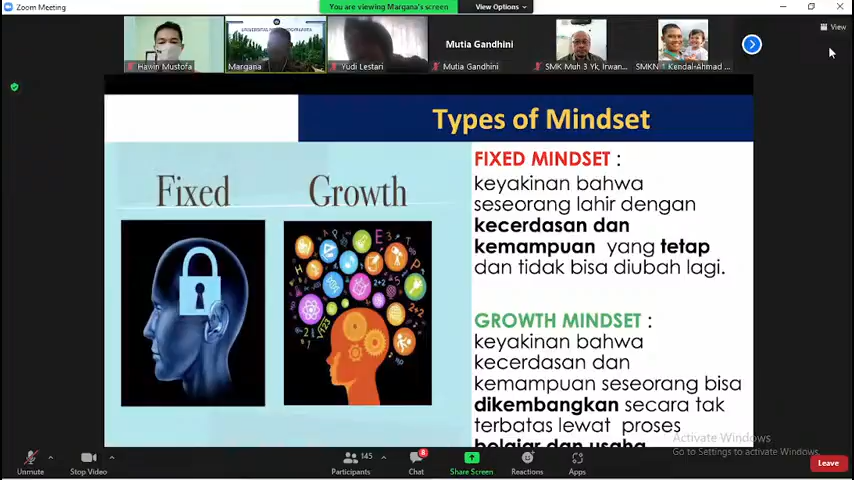 Zoom Meeting
You are viewing Margana's screen
View Options
View
Hawin Mustofa
Margana
Yudi Lestari
Mutia Gandhini
Mutia Gandhini
SMK Muh 3 Yk, Irwan...
SMKN 1 Kendal-Ahmad ...
Types of Mindset
Fixed
Growth
FIXED MINDSET :
keyakinan bahwa
seseorang lahir dengan
kecerdasan dan
kemampuan yang tetap
dan tidak bisa diubah lagi.
GROWTH MINDSET :
keyakinan bahwa
kecerdasan dan
kemampuan seseorang bisa
dikembangkan secara tak
terbatas lewat proses
belajar dan usaha
Activate Windows
Go to Settings to activate Windows.
Unmute
Stop Video
145
Participants
8
Chat
Share Screen
Reactions
Apps
Leave